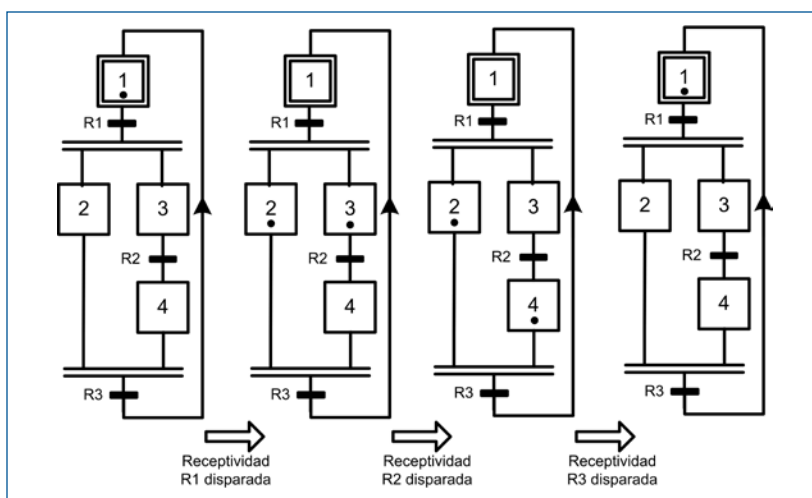 1 1 1 1
R1 R1 R1 R1
2 3 2 3 2 3 2 3
R2 R2 R2 R2
4 4 4 4
R3 R3 R3 R3
Receptividad Receptividad Receptividad
R1 disparada R2 disparada R3 disparada